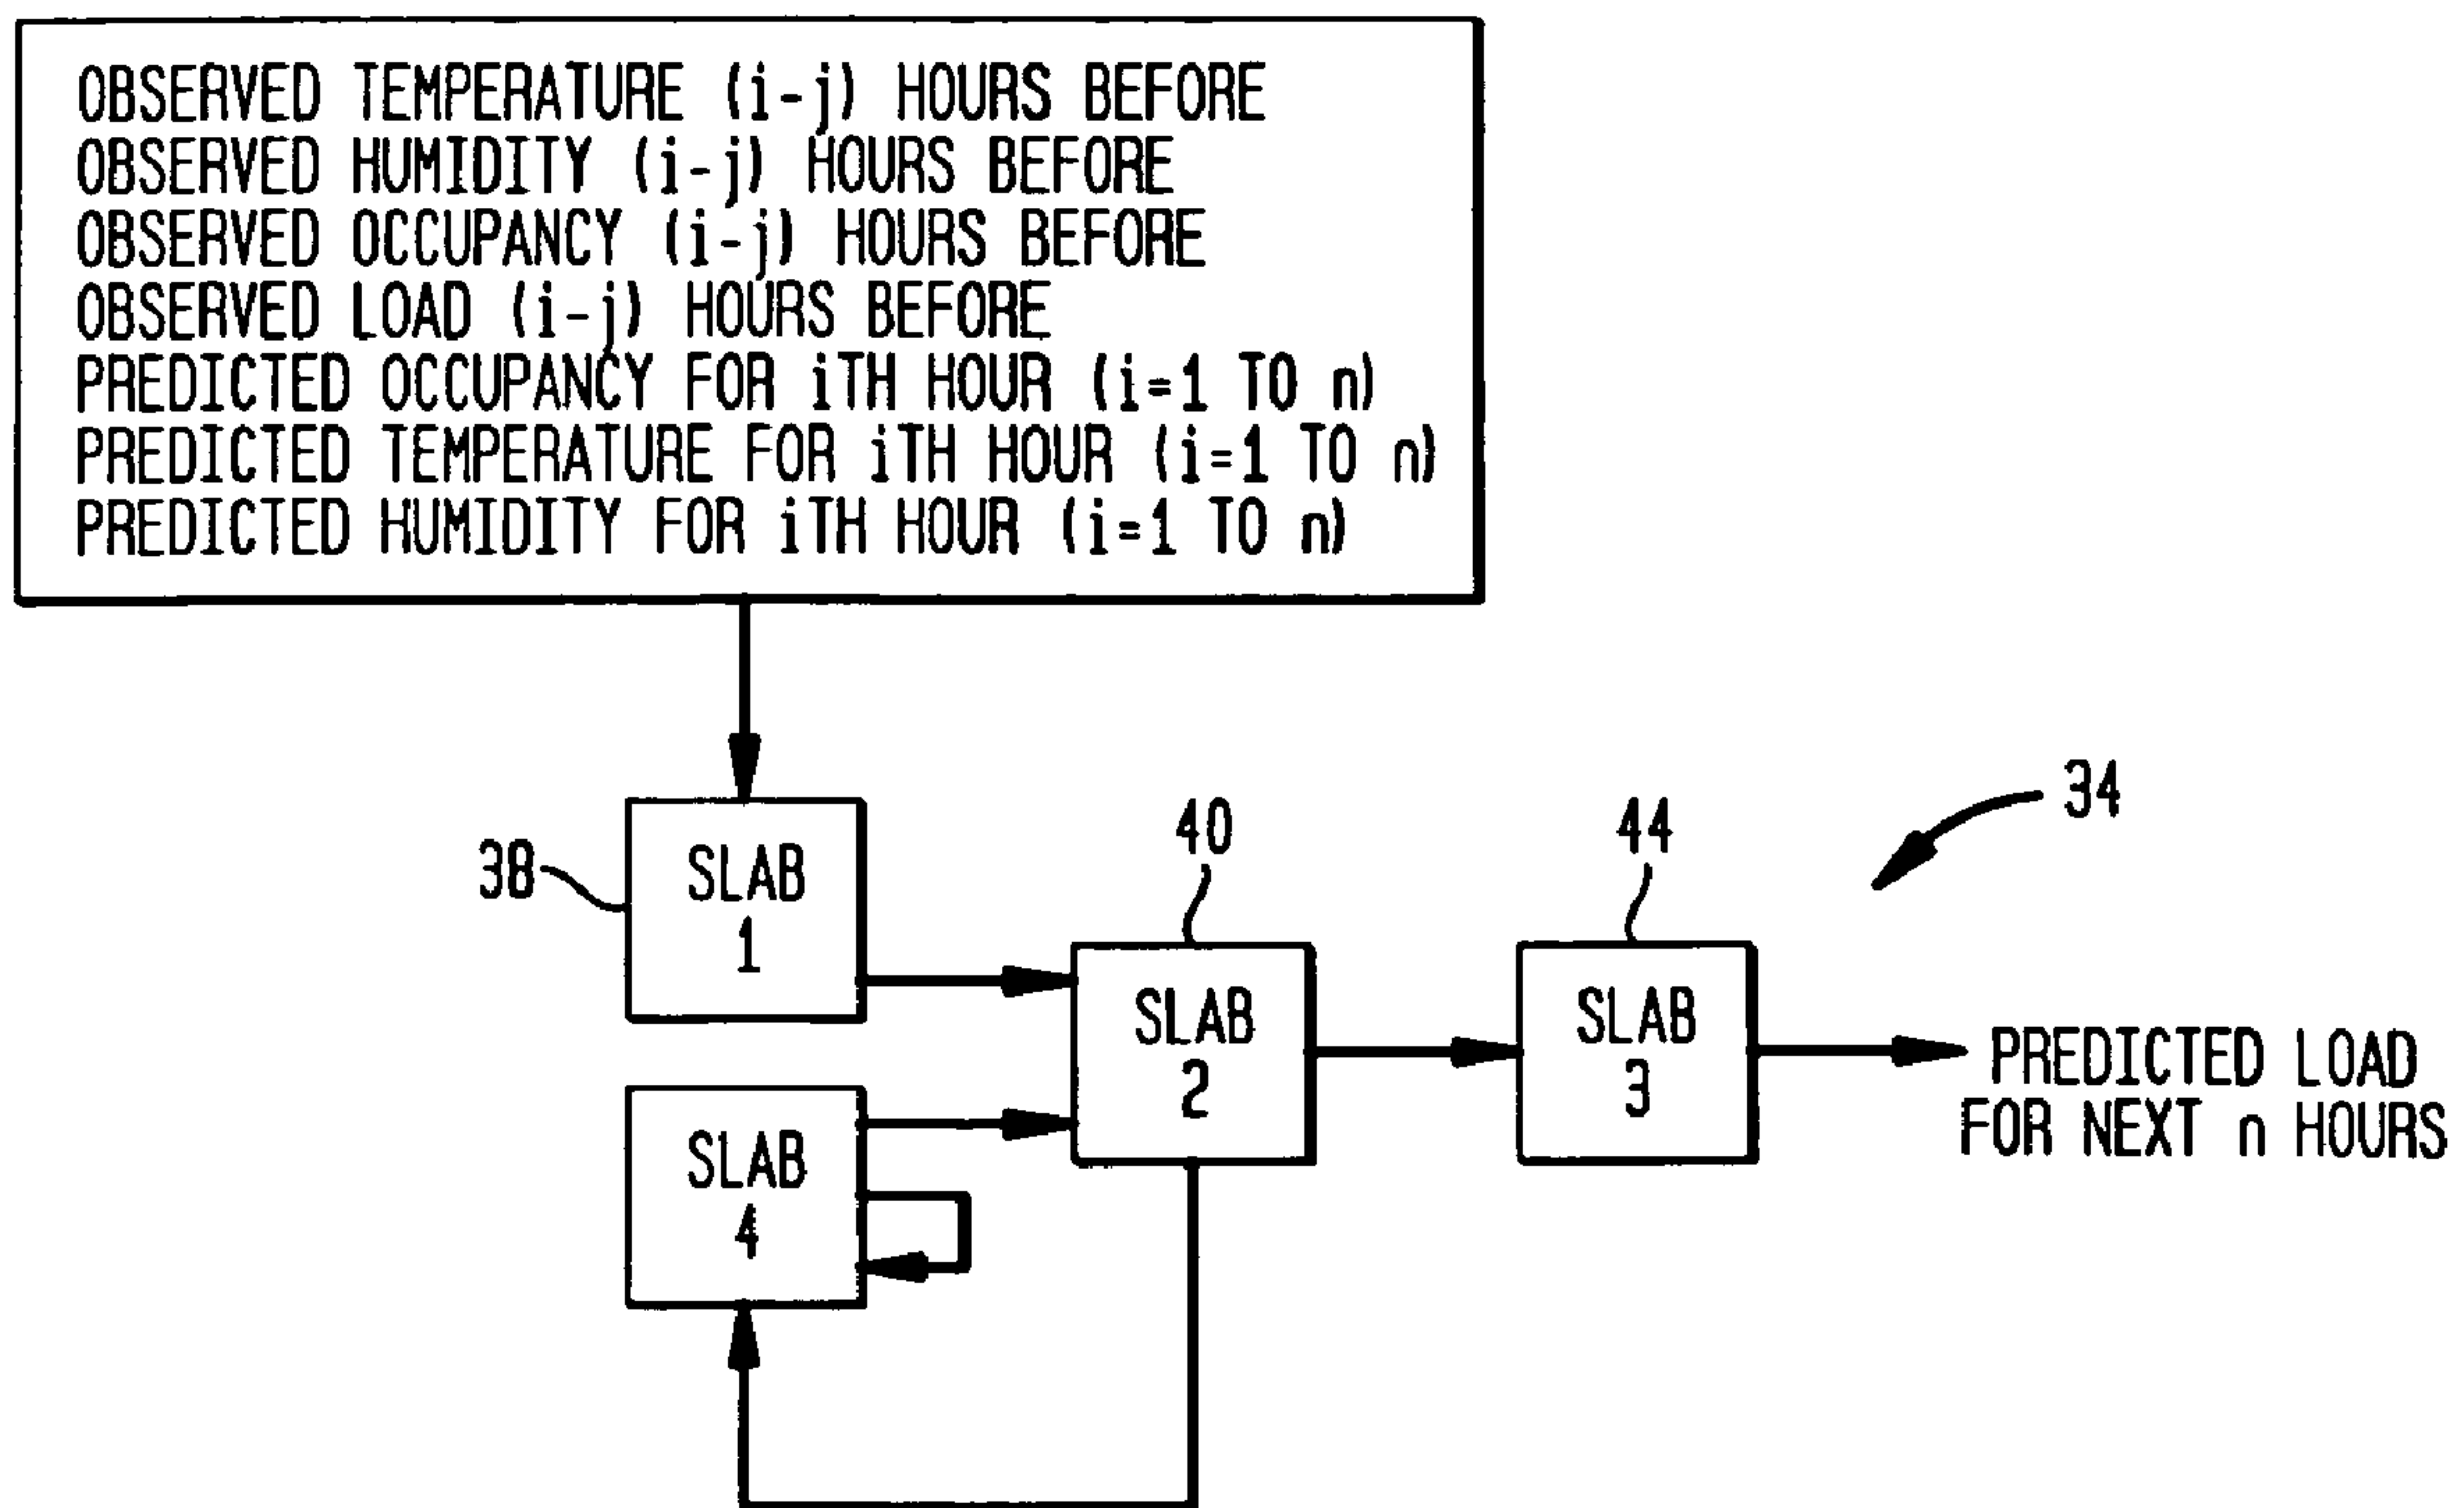 OBSERVED TEMPERATURE (i-j) HOURS BEFORE
OBSERVED HUMIDITY (i-j) HOURS BEFORE
OBSERVED OCCUPANCY (i-j) HOURS BEFORE
OBSERVED LOAD (i-j) HOURS BEFORE
PREDICTED OCCUPANCY FOR iTH HOUR (i=1 TO n)
PREDICTED TEMPERATURE FOR iTH HOUR (i=1 TO n)
PREDICTED HUMIDITY FOR iTH HOUR (i=1 TO n)
38
SLAB
1
40
SLAB
2
44
SLAB
3
34
PREDICTED LOAD
FOR NEXT n HOURS
SLAB
4